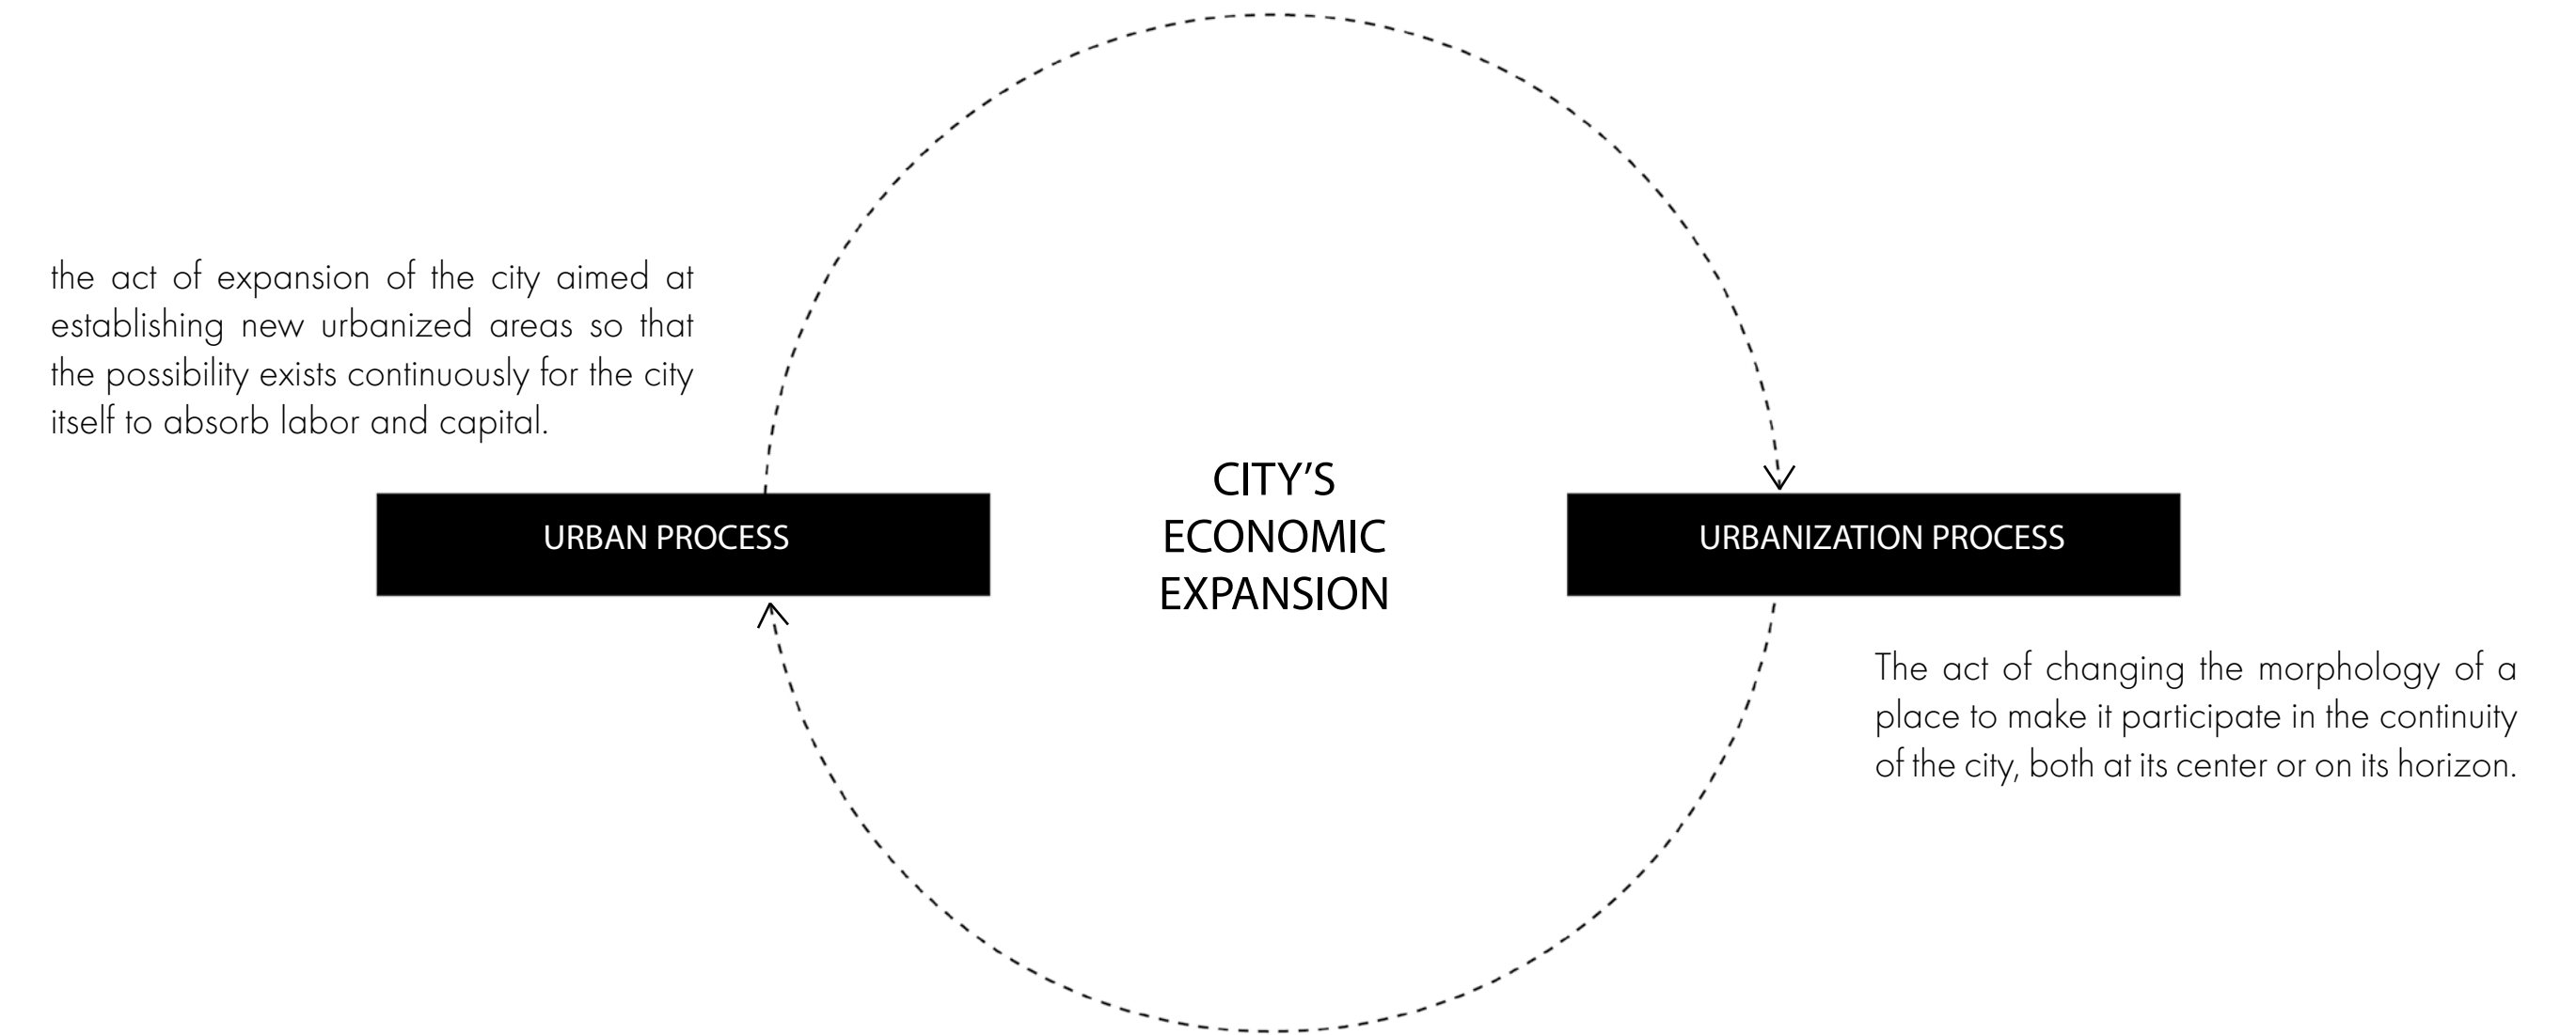 the act of expansion of the city aimed at
establishing new urbanized areas so that
the possibility exists continuously for the city
itself to absorb labor and capital.
URBAN PROCESS
CITY’S
ECONOMIC
EXPANSION
URBANIZATION PROCESS
The act of changing the morphology of a
place to make it participate in the continuity
of the city, both at its center or on its horizon.